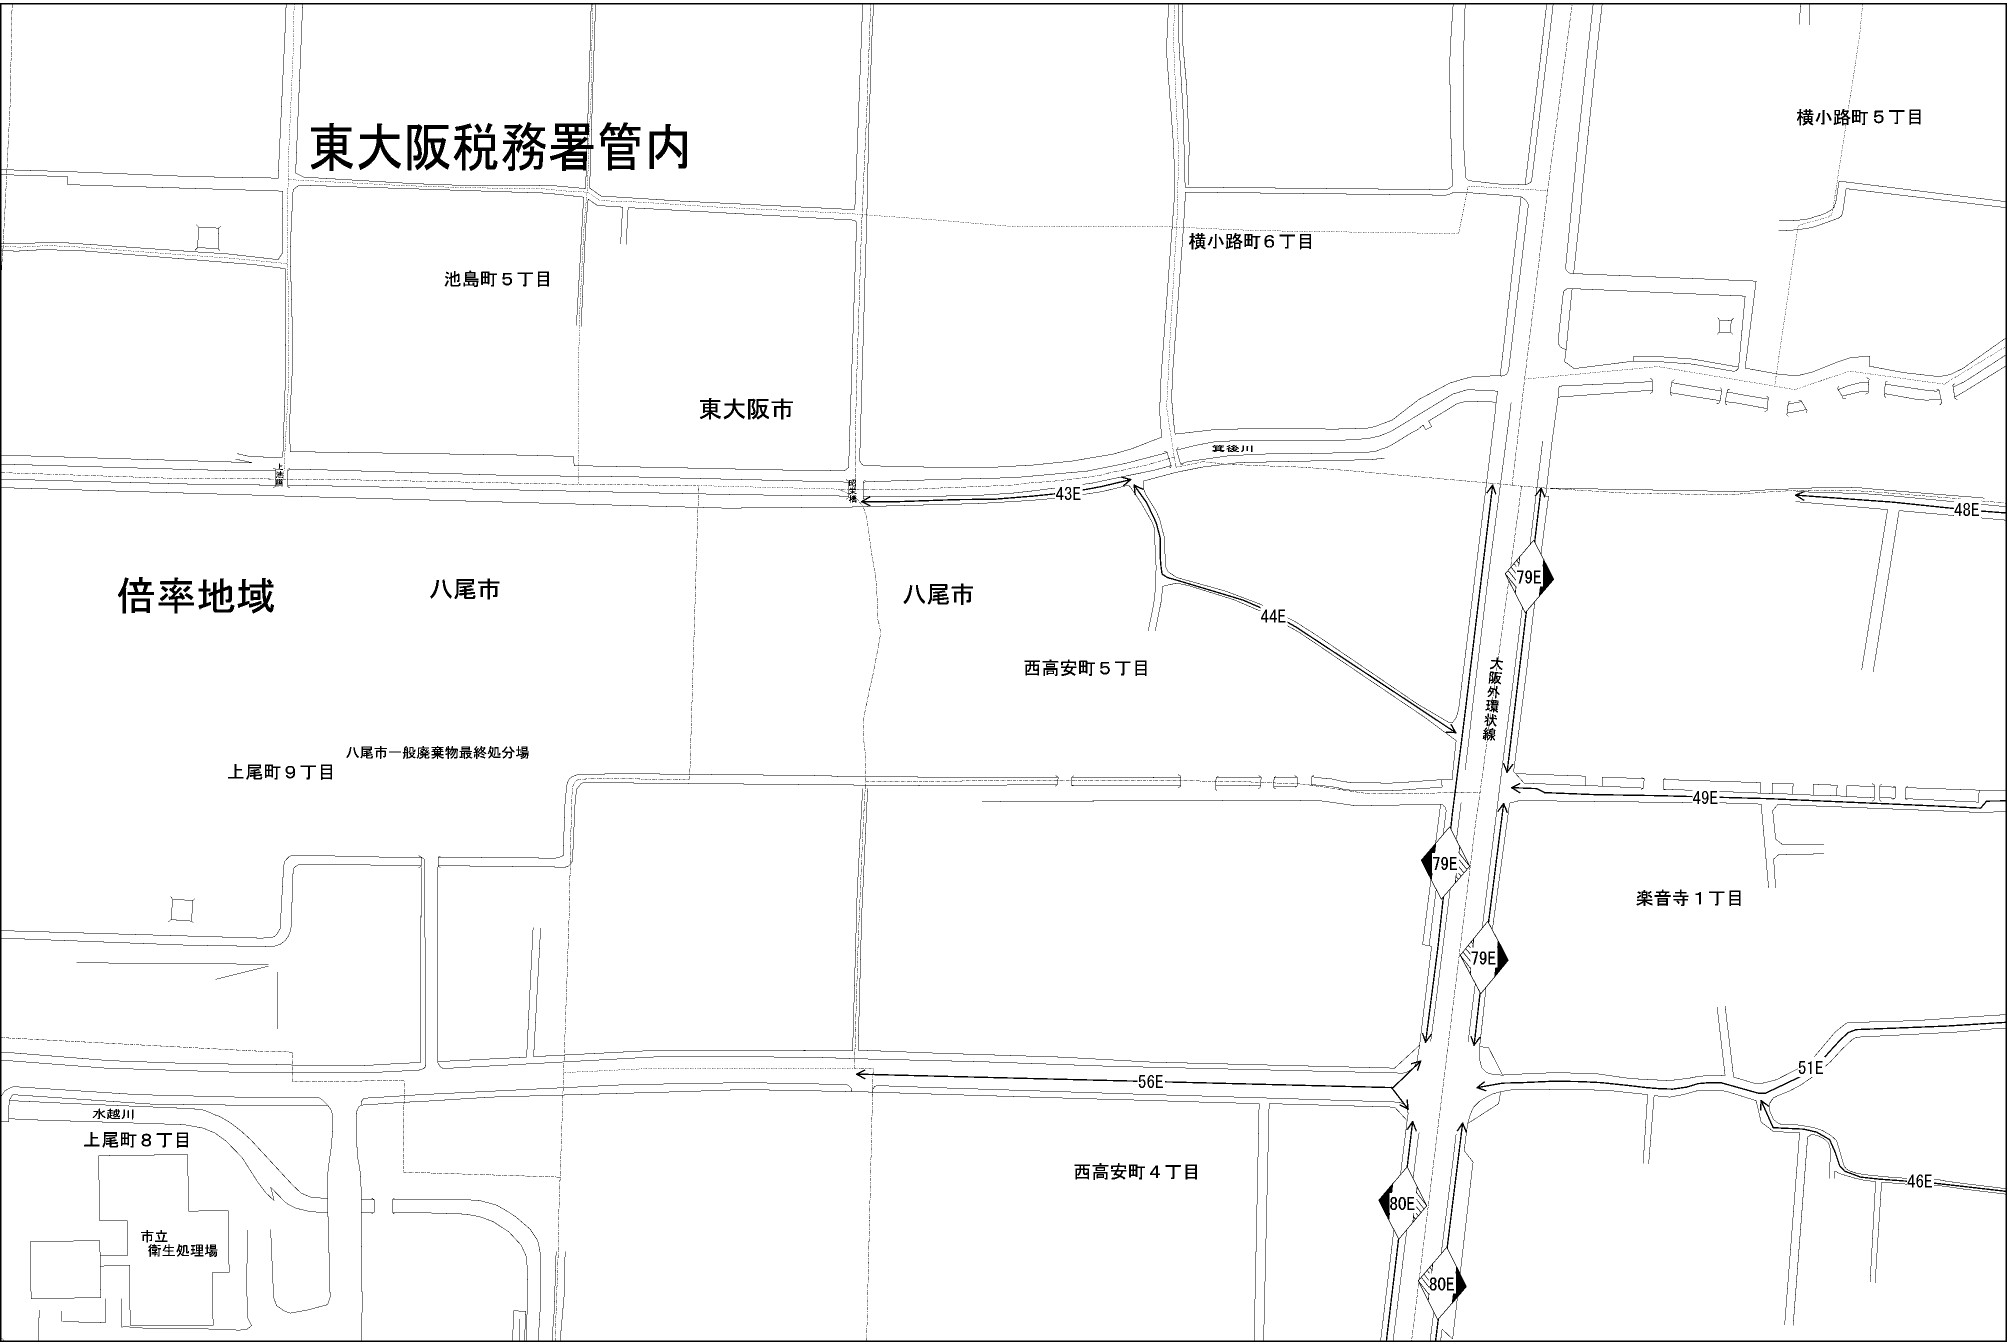 横小路町５丁目
東大阪税務署管内
横小路町６丁目
池島町５丁目
東大阪市
箕後川
43E
48E
79E
倍率地域
八尾市
八尾市
44E
西高安町５丁目
大阪外環状線
八尾市一般廃棄物最終処分場
上尾町９丁目
49E
79E
楽音寺１丁目
79E
51E
56E
水越川
上尾町８丁目
西高安町４丁目
46E
80E
市立
衛生処理場
80E